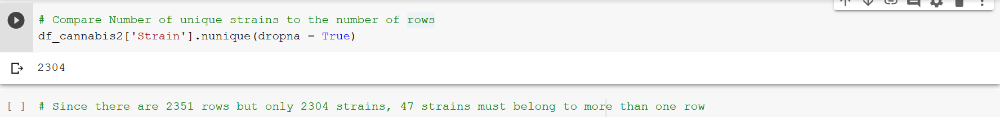 # Compare Number of unique strains to the number of rows
df_cannabis2['Strain'].nunique(dropna = True)
2304
[ ] # Since there are 2351 rows but only 2304 strains, 47 strains must belong to more than one row